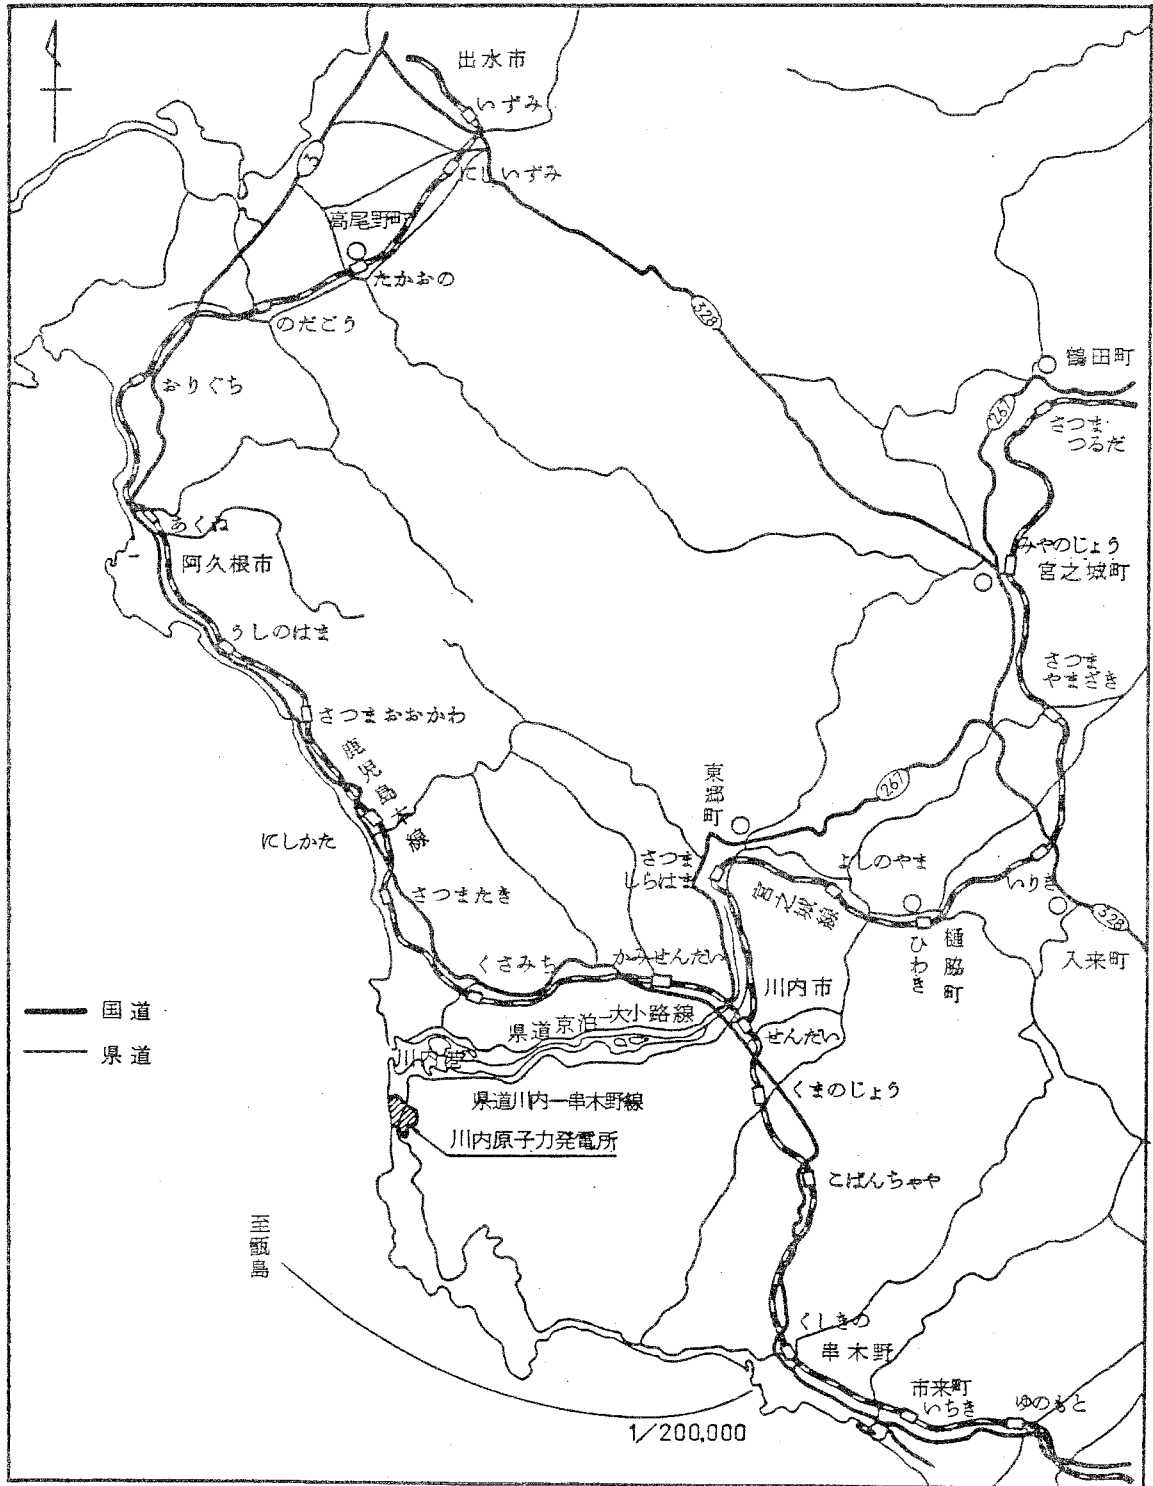 出水市
いずみ
3
にしいずみ
高尾野町
たかおの
328
のだごう
鶴田町
おりぐち
267
さつま
つるだ
あくね
みやのじょう
阿久根市
宮之城町
うしのはま
さつま
やまざき
さつまおおかわ
鹿児島本線
東郷町
267
にしかた
さつま
しらはま
よしのやま
さつまたき
宮之城線
いりき
328
樋脇町
ひわき
入来町
くさみち
かみせんだい
川内市
国道
県道京泊−大小路線
せんだい
県道
川内港
くまのじょう
県道川内−串木野線
川内原子力発電所
こばんちゃや
至甑島
くしきの
串木野
市来町
いちき
ゆのもと
1/200,000